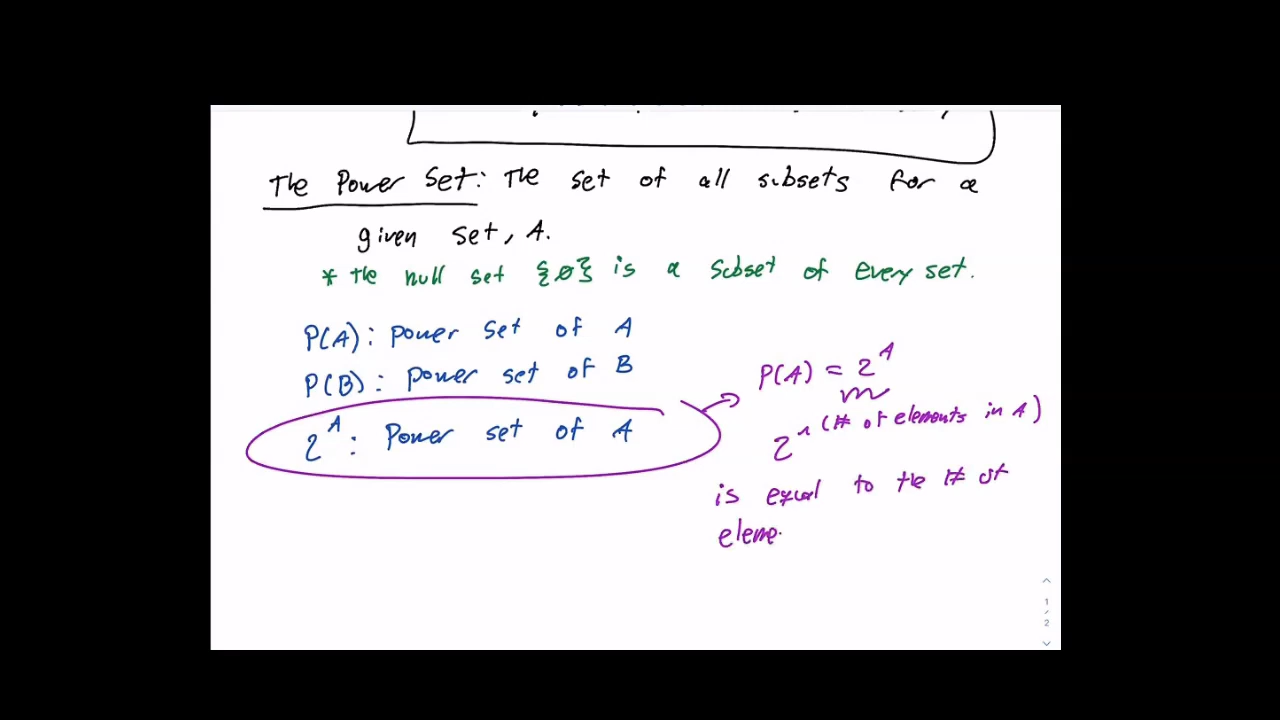 The Power Set: The set of all subsets for a
given set, A.
* The null set {∅} is a subset of every set.
P(A): Power set of A
P(B): Power set of B
2^A: Power set of A
P(A) = 2^A
2^n (# of elements in A)
is equal to the # of
eleme
1
/
2